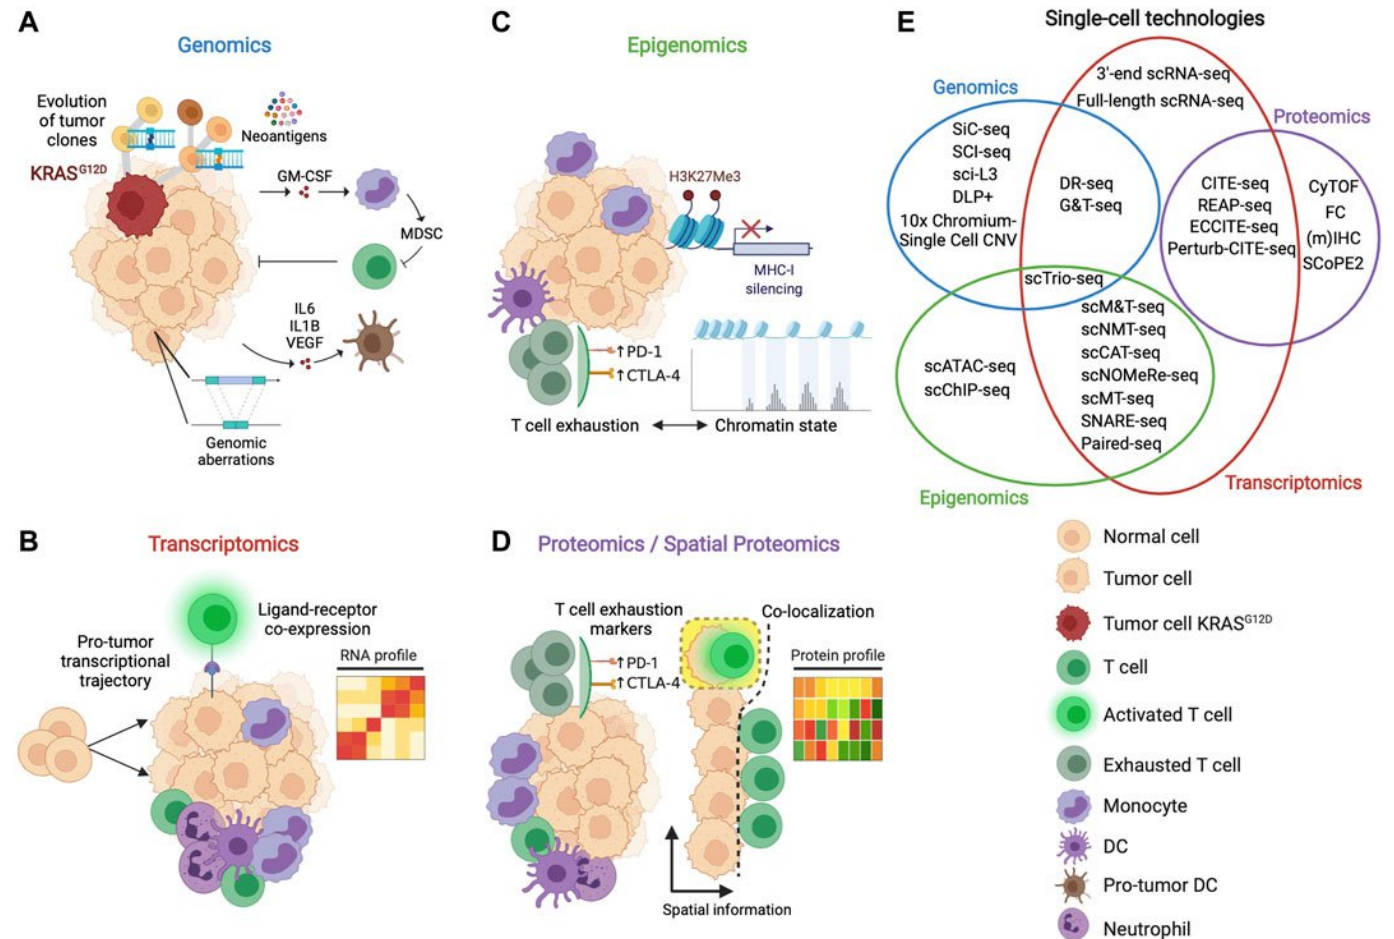 A
Genomics
Evolution
of tumor
clones
KRASG12D
Neoantigens
GM-CSF
MDSC
IL6
IL1B
VEGF
Genomic
aberrations
B
Transcriptomics
Pro-tumor
transcriptional
trajectory
Ligand-receptor
co-expression
RNA profile
C
Epigenomics
H3K27Me3
MHC-I
silencing
↑PD-1
↑CTLA-4
T cell exhaustion
Chromatin state
D
Proteomics / Spatial Proteomics
T cell exhaustion
markers
↑PD-1
↑CTLA-4
Co-localization
Protein profile
Spatial information
E
Single-cell technologies
Genomics
3'-end scRNA-seq
Full-length scRNA-seq
Proteomics
SiC-seq
SCI-seq
sci-L3
DLP+
10x Chromium-
Single Cell CNV
DR-seq
G&T-seq
CITE-seq
REAP-seq
ECCITE-seq
Perturb-CITE-seq
CyTOF
FC
(m)IHC
SCoPE2
scTrio-seq
scM&T-seq
scNMT-seq
scCAT-seq
scNOMeRe-seq
scMT-seq
SNARE-seq
Paired-seq
scATAC-seq
scChIP-seq
Epigenomics
Transcriptomics
Normal cell
Tumor cell
Tumor cell KRASG12D
T cell
Activated T cell
Exhausted T cell
Monocyte
DC
Pro-tumor DC
Neutrophil